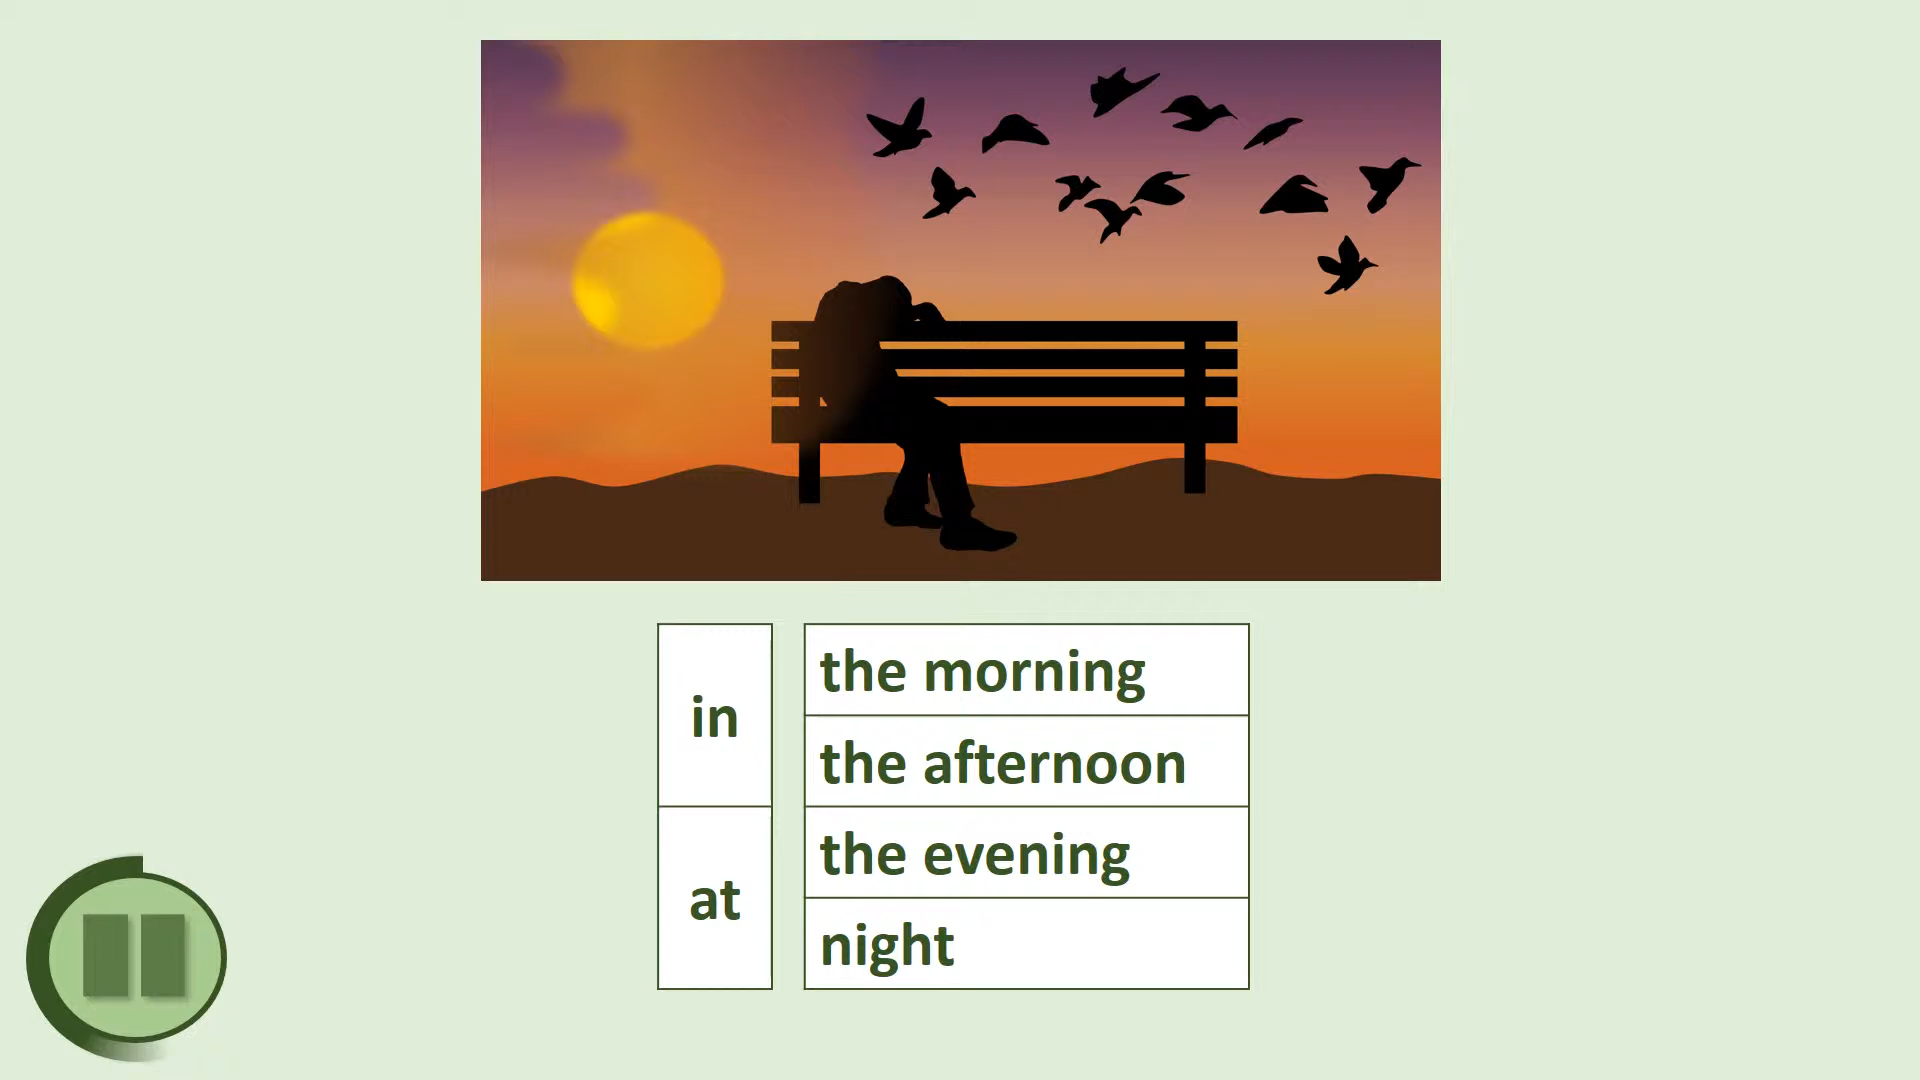 in
at
the morning
the afternoon
the evening
night